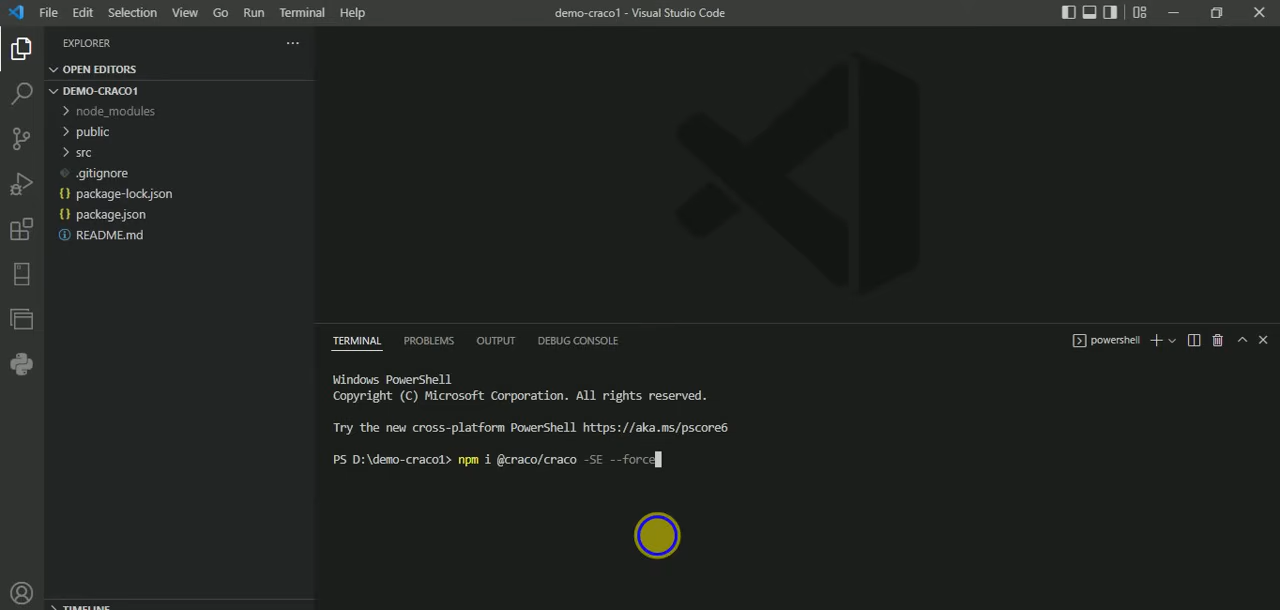 File Edit Selection View Go Run Terminal Help
demo-craco1 - Visual Studio Code
EXPLORER
OPEN EDITORS
DEMO-CRACO1
node_modules
public
src
.gitignore
{} package-lock.json
{} package.json
README.md
TIMELINE
TERMINAL PROBLEMS OUTPUT DEBUG CONSOLE
powershell
Windows PowerShell
Copyright (C) Microsoft Corporation. All rights reserved.
Try the new cross-platform PowerShell https://aka.ms/pscore6
PS D:\demo-craco1> npm i @craco/craco -SE --force